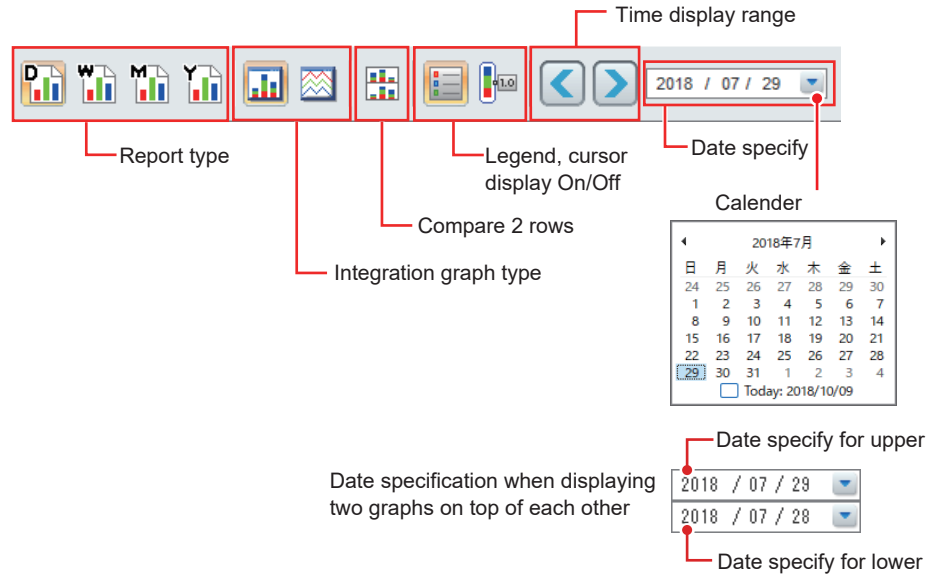 Time display range
D W M Y 1.0 2018 / 07 / 29
Report type
Legend, cursor
display On/Off
Date specify
Calender
Compare 2 rows
Integration graph type
2018年7月
日 月 火 水 木 金 土
24 25 26 27 28 29 30
1 2 3 4 5 6 7
8 9 10 11 12 13 14
15 16 17 18 19 20 21
22 23 24 25 26 27 28
29 30 31 1 2 3 4
Today: 2018/10/09
Date specify for upper
Date specification when displaying
two graphs on top of each other
2018 / 07 / 29
2018 / 07 / 28
Date specify for lower